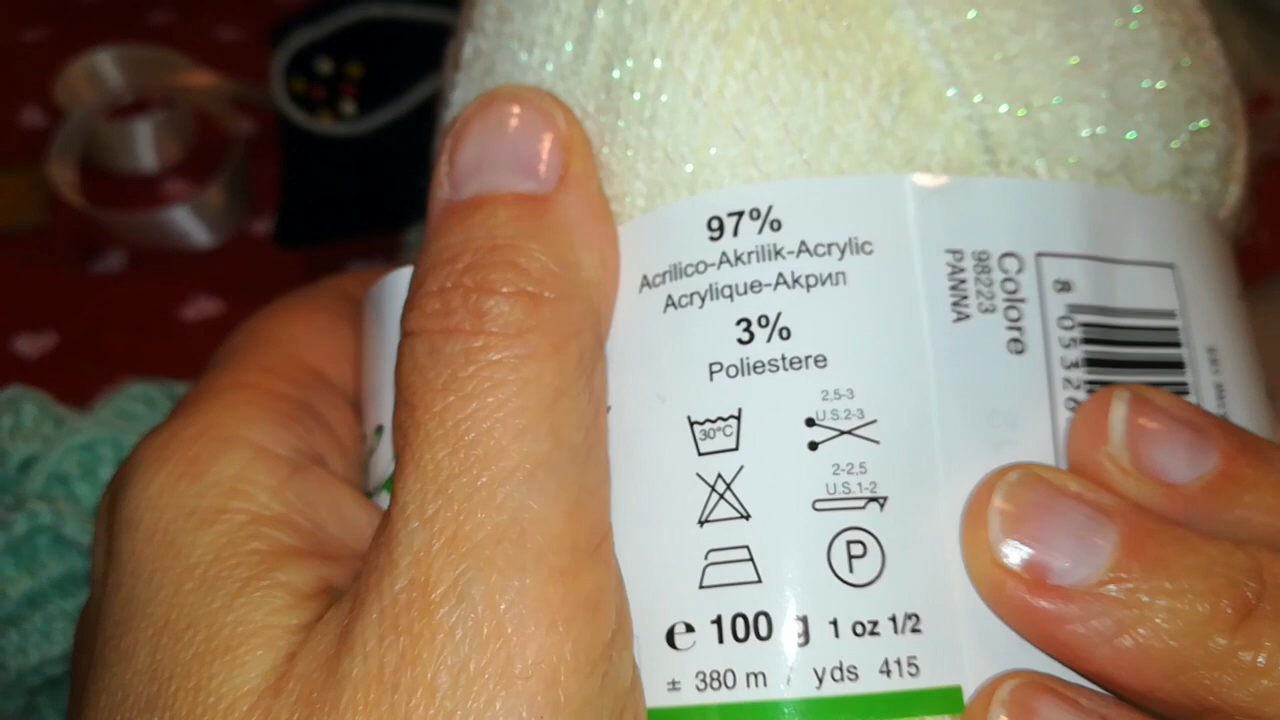 97%
Acrilico-Akrilik-Acrylic
Acrylique-Акрил
3%
Poliestere
30°C
2,5-3
U.S.2-3
2-2,5
U.S.1-2
P
e 100 g 1 oz 1/2
± 380 m / yds 415
Colore
98223
PANNA
8 05326